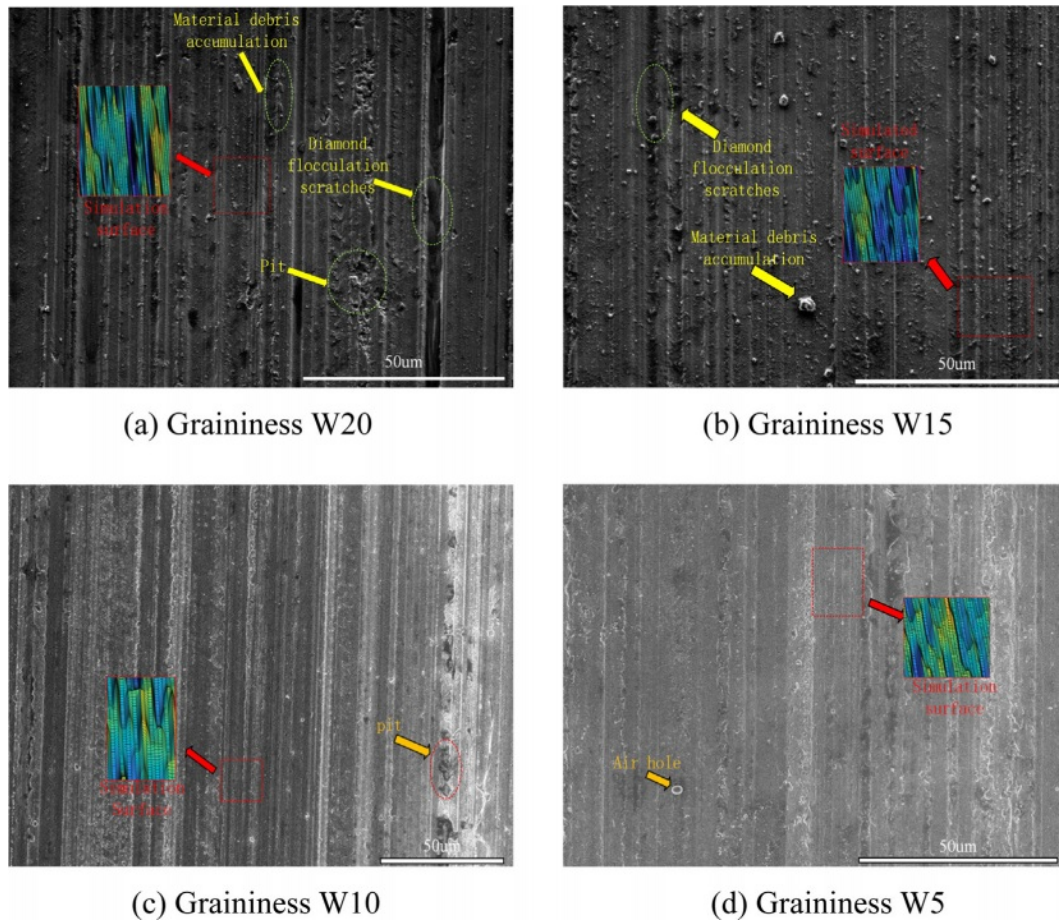 Material debris
accumulation
Diamond
flocculation
scratches
Simulation
surface
Pit
50um
(a) Graininess W20
Diamond
flocculation
scratches
Simulated
surface
Material debris
accumulation
50um
(b) Graininess W15
Simulation
Surface
pit
50um
(c) Graininess W10
Simulation
surface
Air hole
50um
(d) Graininess W5